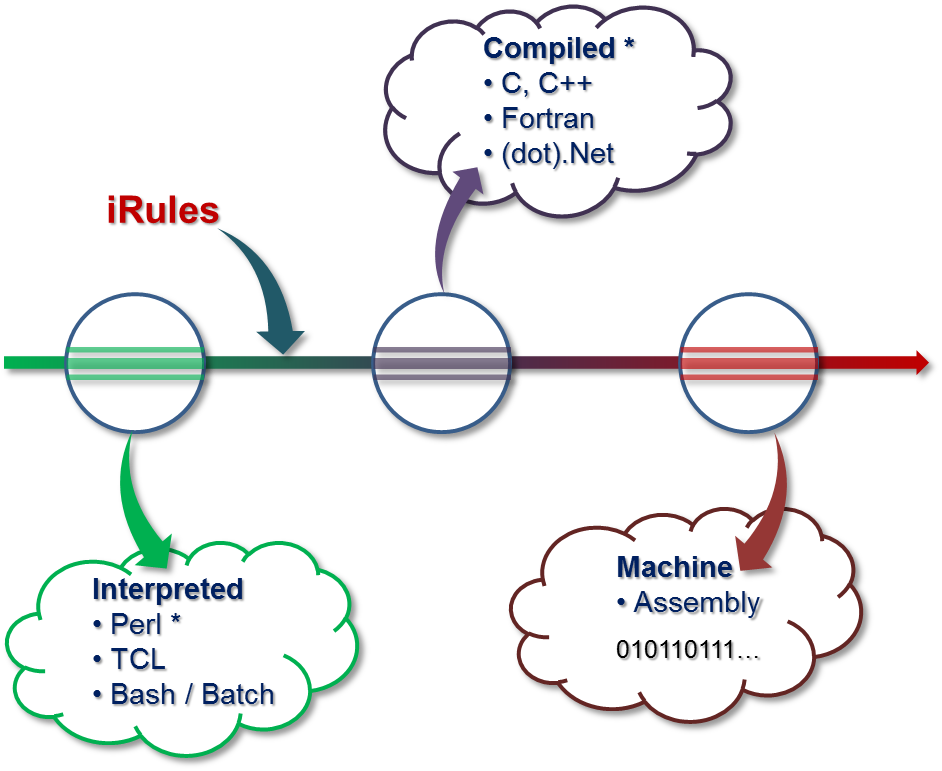 Compiled *
• C, C++
• Fortran
• (dot).Net
iRules
Interpreted
• Perl *
• TCL
• Bash / Batch
Machine
• Assembly
010110111…